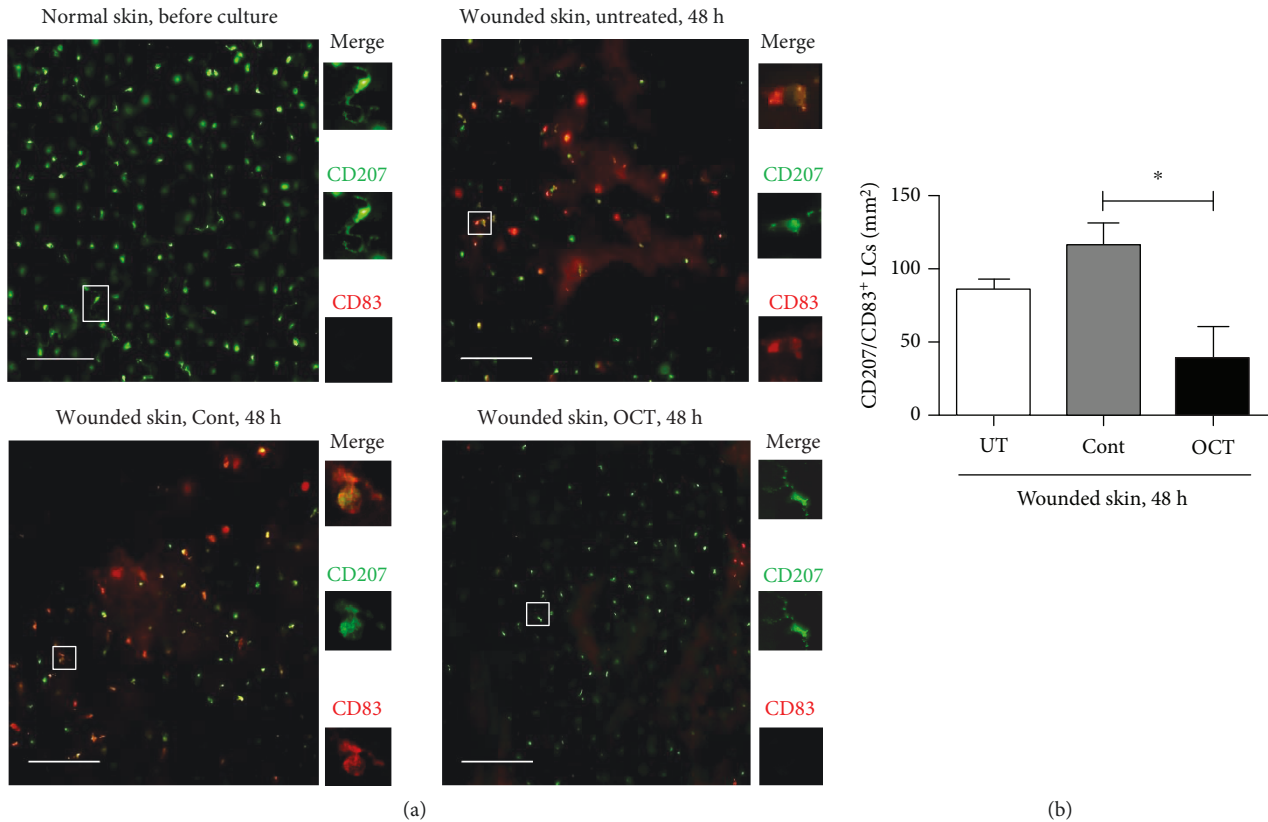 Normal skin, before culture
Merge
CD207
CD83
Wounded skin, untreated, 48 h
Merge
CD207
CD83
Wounded skin, Cont, 48 h
Merge
CD207
CD83
Wounded skin, OCT, 48 h
Merge
CD207
CD83
(a)
CD207/CD83⁺ LCs (mm²)
150
100
50
0
*
UT Cont OCT
Wounded skin, 48 h
(b)